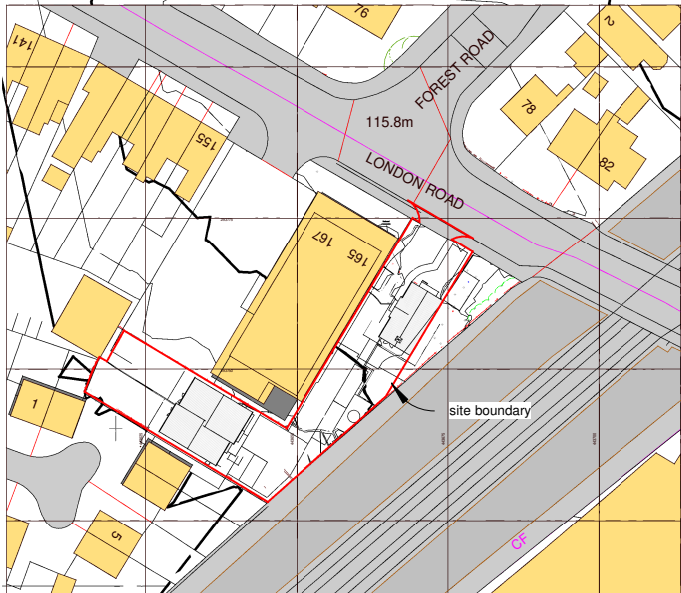 141
76
2
FOREST ROAD
78
115.8m
155
82
LONDON ROAD
167
165
1
site boundary
5
CF